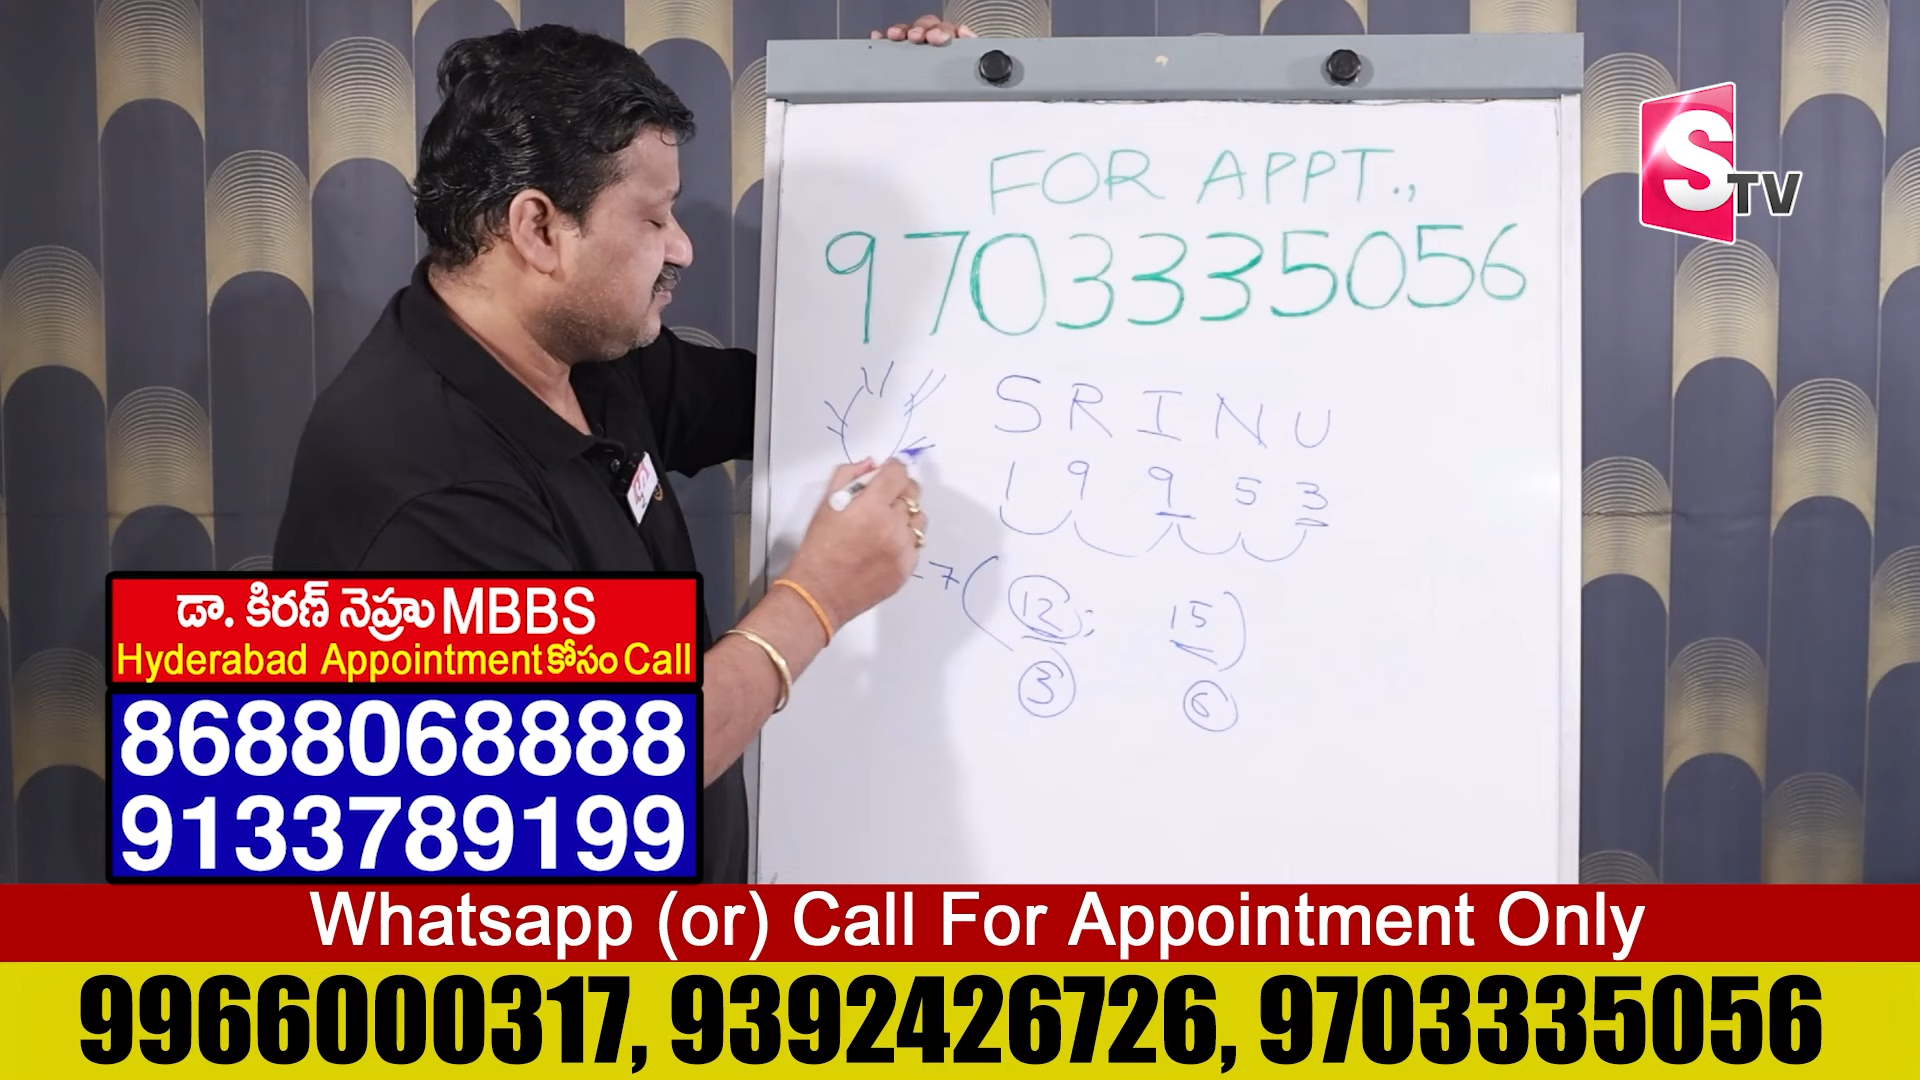 FOR APPT.,
STV
9703335056
SRINU
1 9 9 5 3
-7( 12; 15)
3 6
డా. కిరణ్ నెహ్రు MBBS
Hyderabad Appointment కోసం Call
8688068888
9133789199
Whatsapp (or) Call For Appointment Only
9966000317, 9392426726, 9703335056